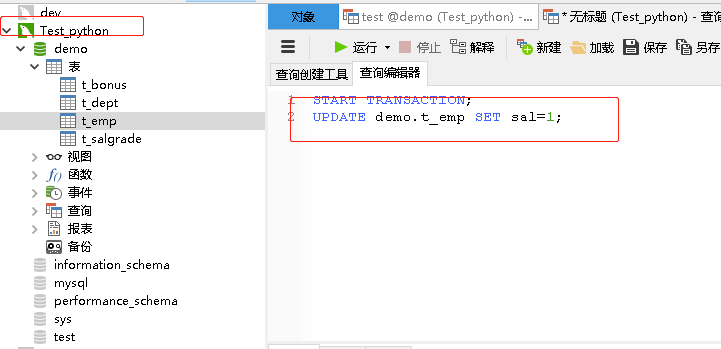 dev
Test_python
demo
表
t_bonus
t_dept
t_emp
t_salgrade
视图
函数
事件
查询
报表
备份
information_schema
mysql
performance_schema
sys
test
对象
test @demo (Test_python) - ...
* 无标题 (Test_python) - 查询
运行
停止
解释
新建
加载
保存
另存
查询创建工具
查询编辑器
1 START TRANSACTION;
2 UPDATE demo.t_emp SET sal=1;